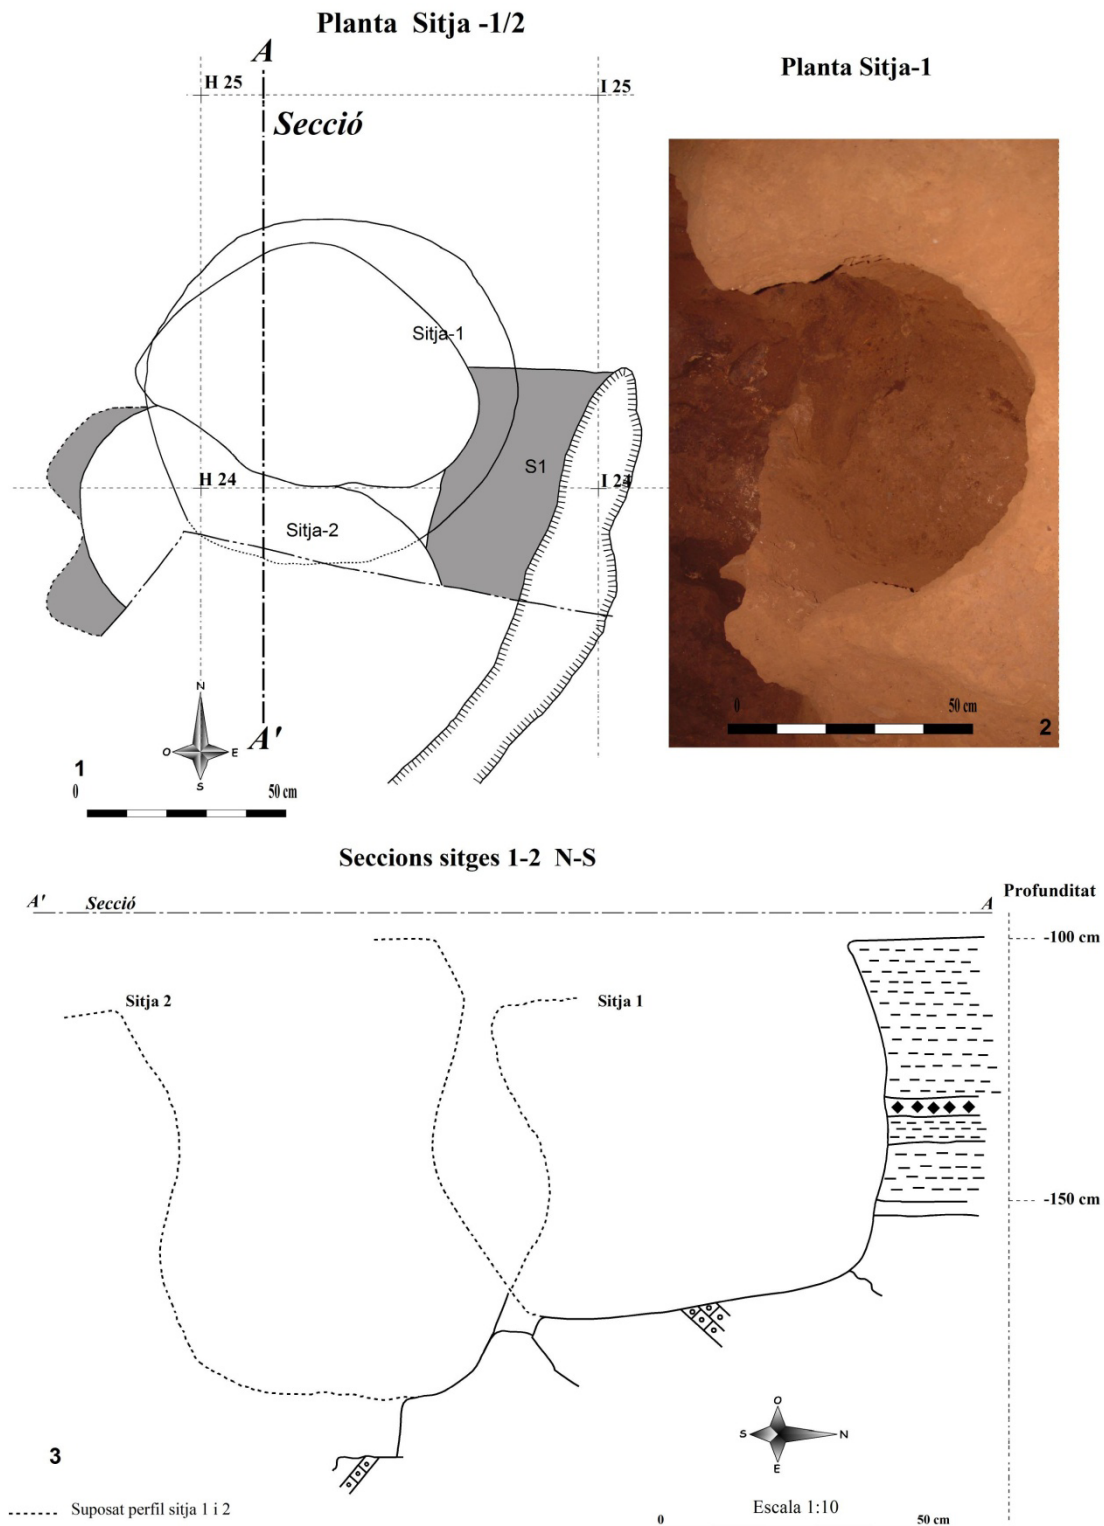 Planta Sitja -1/2
A
H 25
I 25
Planta Sitja-1
Secció
Sitja-1
S1
H 24
I 24
Sitja-2
N
O
E
S
A'
1
0
50 cm
0
50 cm
2
Seccions sitges 1-2 N-S
A'
Secció
A
Profunditat
-100 cm
Sitja 2
Sitja 1
-150 cm
O
S
N
E
3
Suposat perfil sitja 1 i 2
Escala 1:10
0
50 cm